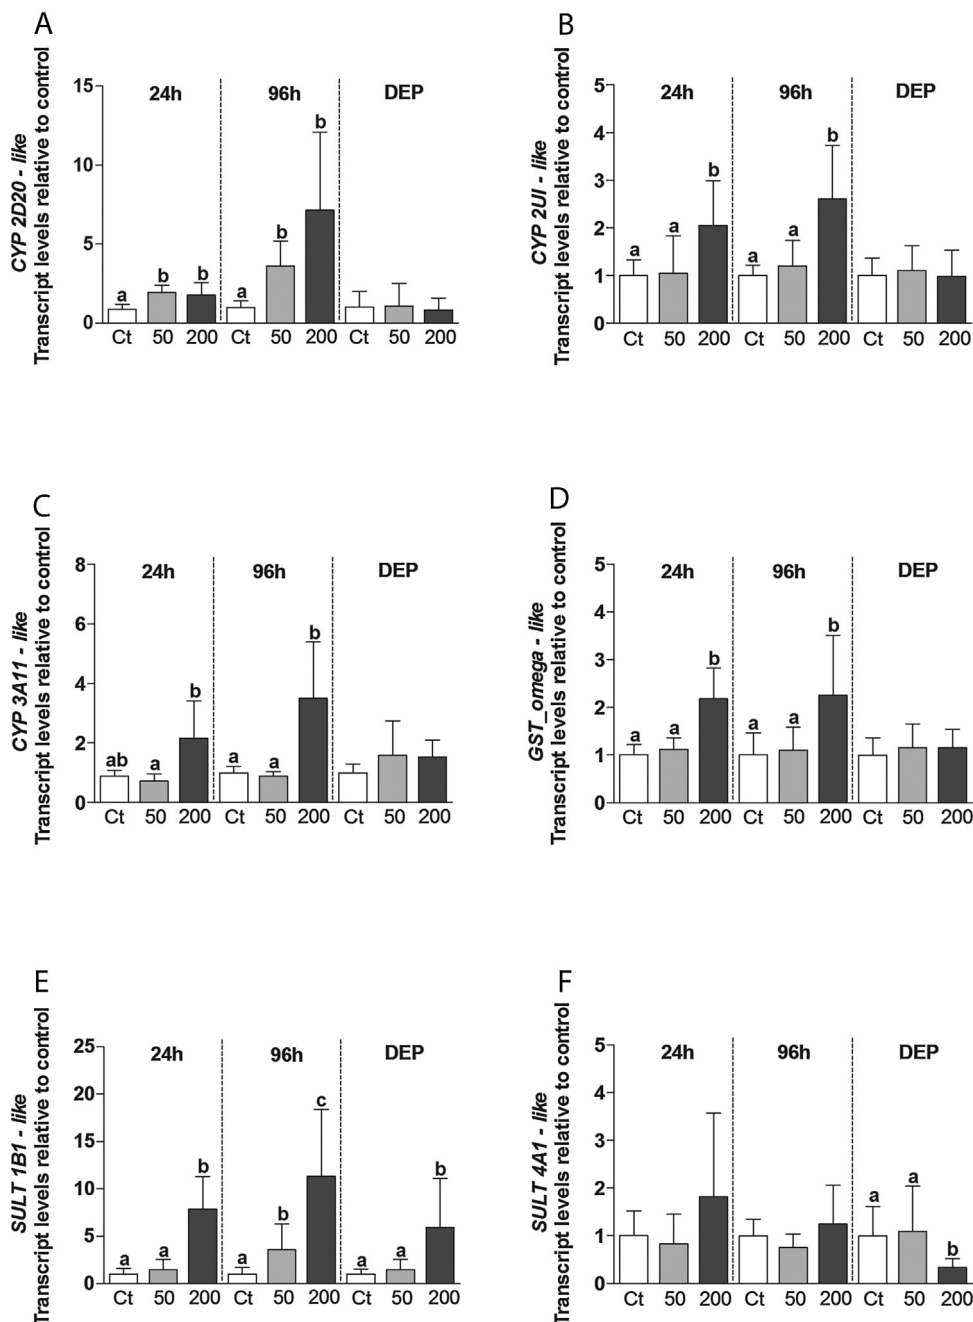 A
CYP 2D20 - like
Transcript levels relative to control
24h 96h DEP
15
10
5
0
a b b a b b
Ct 50 200 Ct 50 200 Ct 50 200
B
CYP 2UI - like
Transcript levels relative to control
24h 96h DEP
5
4
3
2
1
0
a a b a a b
Ct 50 200 Ct 50 200 Ct 50 200
C
CYP 3A11 - like
Transcript levels relative to control
24h 96h DEP
8
6
4
2
0
ab a b a a b
Ct 50 200 Ct 50 200 Ct 50 200
D
GST_omega - like
Transcript levels relative to control
24h 96h DEP
5
4
3
2
1
0
a a b a a b
Ct 50 200 Ct 50 200 Ct 50 200
E
SULT 1B1 - like
Transcript levels relative to control
24h 96h DEP
25
20
15
10
5
0
a a b a b c a a b
Ct 50 200 Ct 50 200 Ct 50 200
F
SULT 4A1 - like
Transcript levels relative to control
24h 96h DEP
5
4
3
2
1
0
a a b
Ct 50 200 Ct 50 200 Ct 50 200